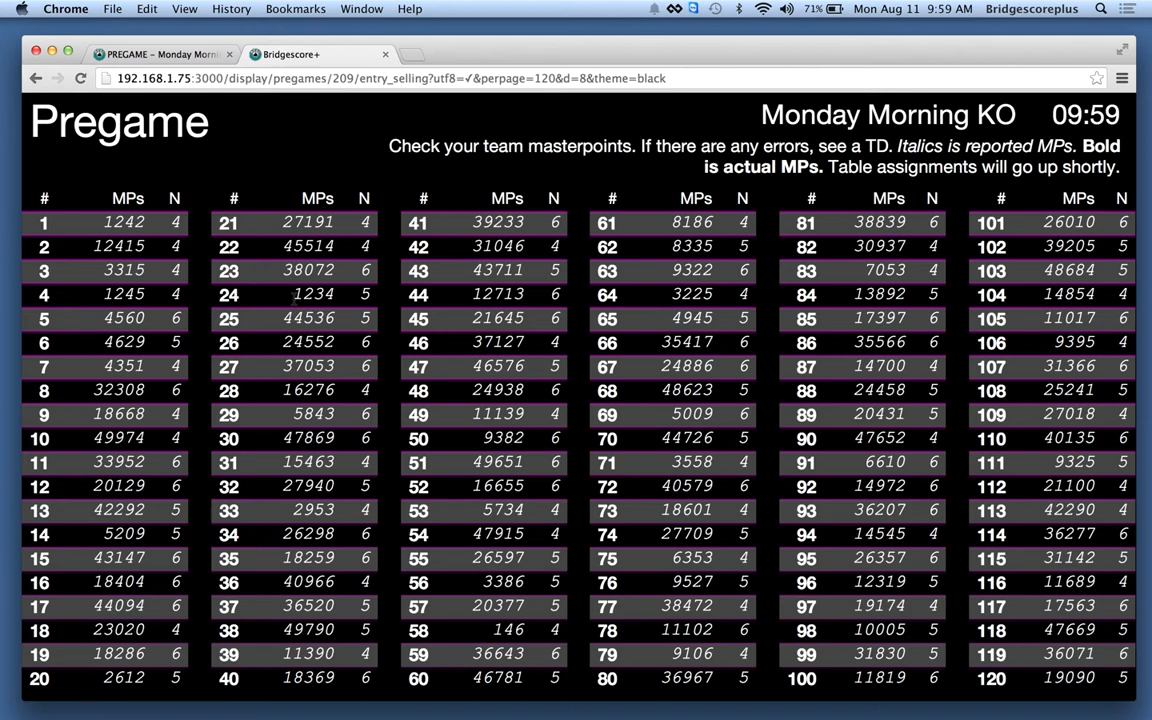 Chrome File Edit View History Bookmarks Window Help 71% Mon Aug 11 9:59 AM Bridgescoreplus
PREGAME – Monday Morni Bridgescore+
192.168.1.75:3000/display/pregames/209/entry_selling?utf8=✓&perpage=120&d=8&theme=black
Pregame Monday Morning KO 09:59
Check your team masterpoints. If there are any errors, see a TD. Italics is reported MPs. Bold
is actual MPs. Table assignments will go up shortly.
# MPs N # MPs N # MPs N # MPs N # MPs N # MPs N
1 1242 4 21 27191 4 41 39233 6 61 8186 4 81 38839 6 101 26010 6
2 12415 4 22 45514 4 42 31046 4 62 8335 5 82 30937 4 102 39205 5
3 3315 4 23 38072 6 43 43711 5 63 9322 6 83 7053 4 103 48684 5
4 1245 4 24 1234 5 44 12713 6 64 3225 4 84 13892 5 104 14854 4
5 4560 6 25 44536 5 45 21645 6 65 4945 5 85 17397 6 105 11017 6
6 4629 5 26 24552 6 46 37127 4 66 35417 6 86 35566 6 106 9395 4
7 4351 4 27 37053 6 47 46576 5 67 24886 6 87 14700 4 107 31366 6
8 32308 6 28 16276 4 48 24938 6 68 48623 5 88 24458 5 108 25241 5
9 18668 4 29 5843 6 49 11139 4 69 5009 6 89 20431 5 109 27018 4
10 49974 4 30 47869 6 50 9382 6 70 44726 5 90 47652 4 110 40135 6
11 33952 6 31 15463 4 51 49651 6 71 3558 4 91 6610 6 111 9325 5
12 20129 6 32 27940 5 52 16655 6 72 40579 6 92 14972 6 112 21100 4
13 42292 5 33 2953 4 53 5734 4 73 18601 4 93 36207 6 113 42290 4
14 5209 5 34 26298 6 54 47915 4 74 27709 5 94 14545 4 114 36277 6
15 43147 6 35 18259 6 55 26597 5 75 6353 4 95 26357 6 115 31142 5
16 18404 6 36 40966 4 56 3386 5 76 9527 5 96 12319 5 116 11689 4
17 44094 6 37 36520 5 57 20377 5 77 38472 4 97 19174 4 117 17563 6
18 23020 4 38 49790 5 58 146 4 78 11102 6 98 10005 5 118 47669 5
19 18286 6 39 11390 4 59 36643 6 79 9106 4 99 31830 5 119 36071 6
20 2612 5 40 18369 6 60 46781 5 80 36967 5 100 11819 6 120 19090 5